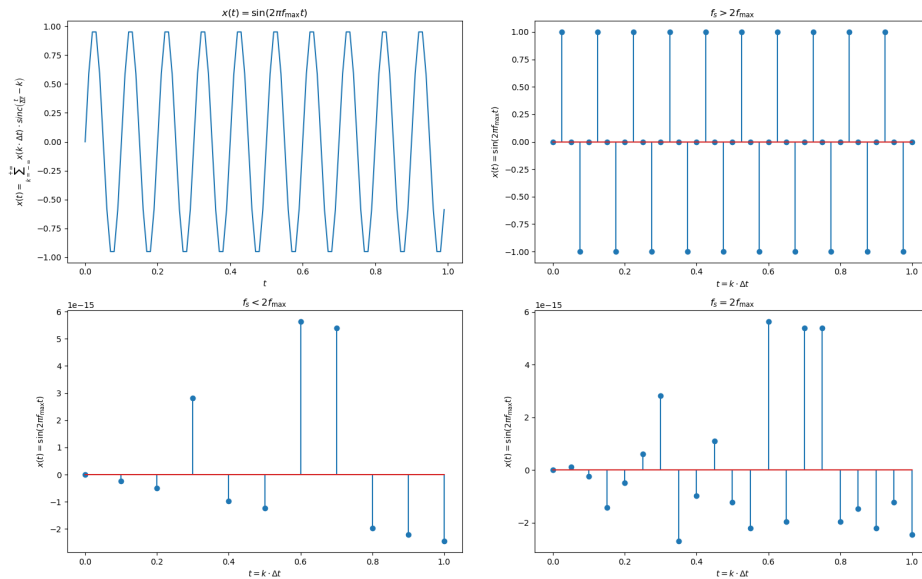 x(t) = sin(2πf_max t)
x(t) = \sum_{k=-∞}^{+∞} x(k · Δt) · sinc(\frac{t}{Δt} − k)
1.00
0.75
0.50
0.25
0.00
−0.25
−0.50
−0.75
−1.00
0.0 0.2 0.4 0.6 0.8 1.0
t
f_s > 2f_max
x(t) = sin(2πf_max t)
1.00
0.75
0.50
0.25
0.00
−0.25
−0.50
−0.75
−1.00
0.0 0.2 0.4 0.6 0.8 1.0
t = k · Δt
1e−15
f_s < 2f_max
x(t) = sin(2πf_max t)
6
5
4
3
2
1
0
−1
−2
0.0 0.2 0.4 0.6 0.8 1.0
t = k · Δt
1e−15
f_s = 2f_max
x(t) = sin(2πf_max t)
6
4
2
0
−2
0.0 0.2 0.4 0.6 0.8 1.0
t = k · Δt